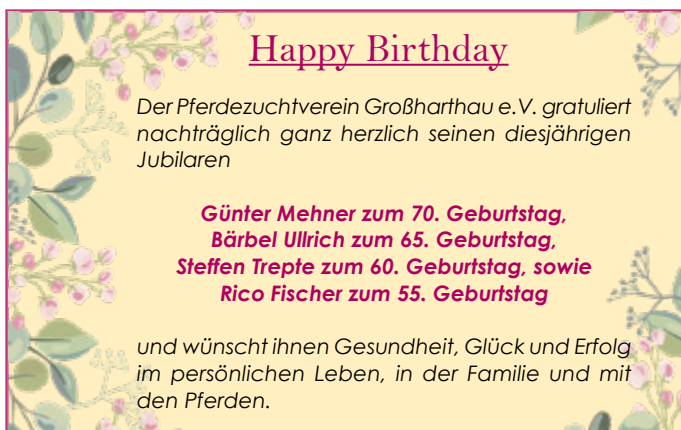 Happy Birthday
Der Pferdezuchtverein Großharthau e.V. gratuliert
nachträglich ganz herzlich seinen diesjährigen
Jubilaren
Günter Mehner zum 70. Geburtstag,
Bärbel Ullrich zum 65. Geburtstag,
Steffen Trepte zum 60. Geburtstag, sowie
Rico Fischer zum 55. Geburtstag
und wünscht ihnen Gesundheit, Glück und Erfolg
im persönlichen Leben, in der Familie und mit
den Pferden.